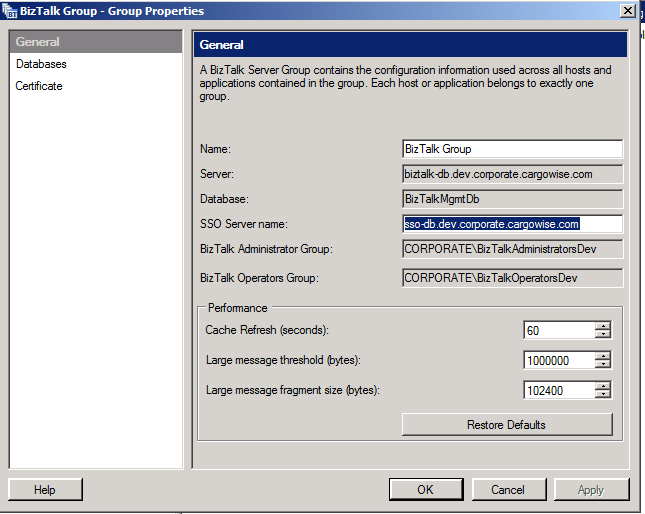 BizTalk Group - Group Properties
General
Databases
Certificate
General
A BizTalk Server Group contains the configuration information used across all hosts and
applications contained in the group. Each host or application belongs to exactly one
group.
Name: BizTalk Group
Server: biztalk-db.dev.corporate.cargowise.com
Database: BizTalkMgmtDb
SSO Server name: sso-db.dev.corporate.cargowise.com
BizTalk Administrator Group: CORPORATE\BizTalkAdministratorsDev
BizTalk Operators Group: CORPORATE\BizTalkOperatorsDev
Performance
Cache Refresh (seconds): 60
Large message threshold (bytes): 1000000
Large message fragment size (bytes): 102400
Restore Defaults
Help OK Cancel Apply